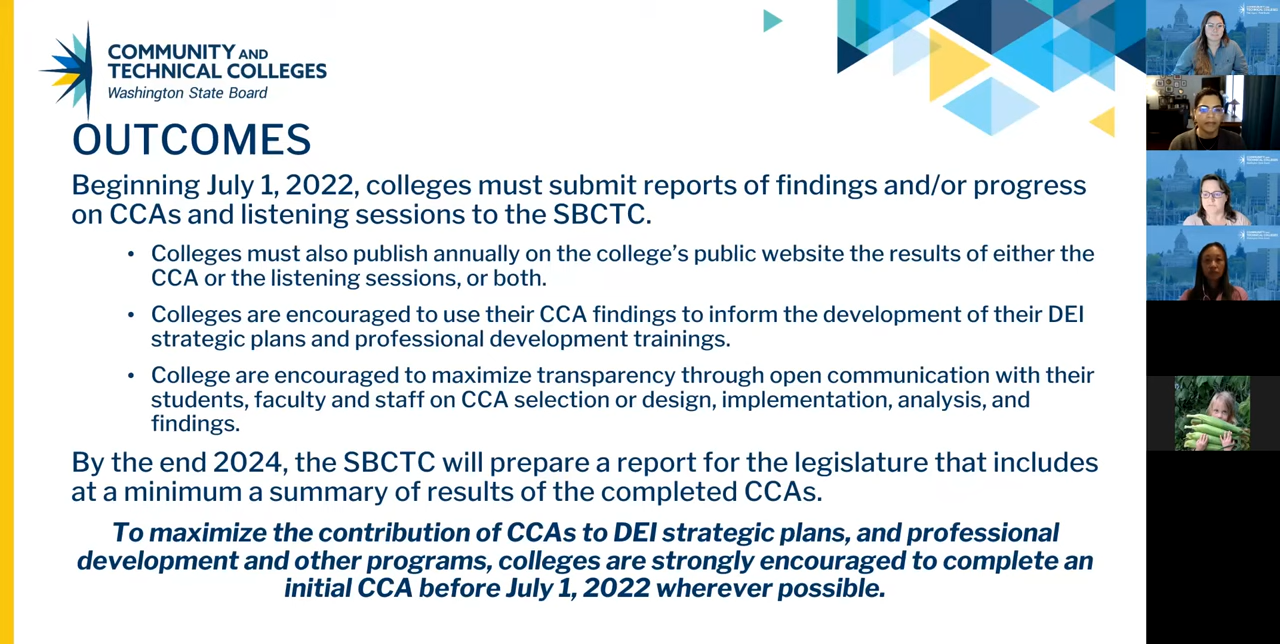 COMMUNITY AND
TECHNICAL COLLEGES
Washington State Board
OUTCOMES
Beginning July 1, 2022, colleges must submit reports of findings and/or progress
on CCAs and listening sessions to the SBCTC.
• Colleges must also publish annually on the college's public website the results of either the
CCA or the listening sessions, or both.
• Colleges are encouraged to use their CCA findings to inform the development of their DEI
strategic plans and professional development trainings.
• College are encouraged to maximize transparency through open communication with their
students, faculty and staff on CCA selection or design, implementation, analysis, and
findings.
By the end 2024, the SBCTC will prepare a report for the legislature that includes
at a minimum a summary of results of the completed CCAs.
To maximize the contribution of CCAs to DEI strategic plans, and professional
development and other programs, colleges are strongly encouraged to complete an
initial CCA before July 1, 2022 wherever possible.